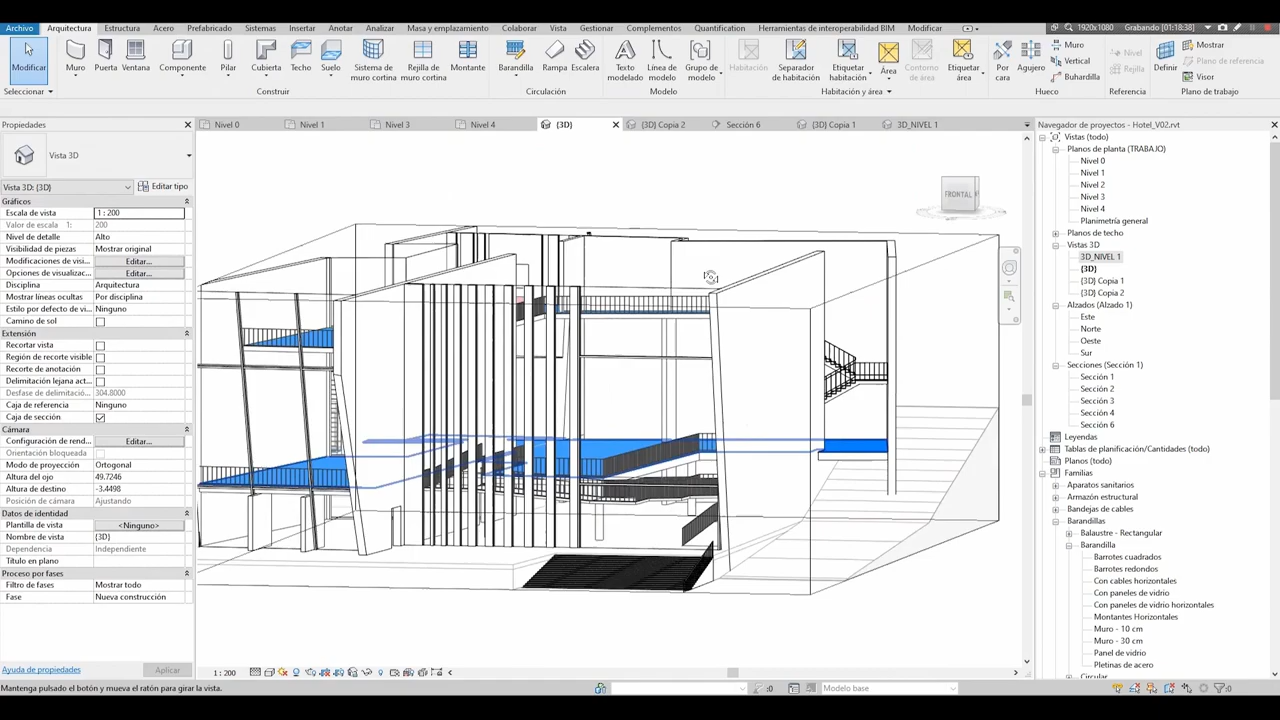 Archivo Arquitectura Estructura Acero Prefabricado Sistemas Insertar Anotar Analizar Masa y emplazamiento Colaborar Vista Gestionar Complementos Quantification Herramientas de interoperabilidad BIM Modificar 1920x1080 Grabando [01:18:38]
Modificar
Muro
Puerta
Ventana
Componente
Pilar
Cubierta
Techo
Suelo
Sistema de muro cortina
Rejilla de muro cortina
Montante
Barandilla
Rampa
Escalera
Texto modelado
Línea de modelo
Grupo de modelo
Habitación
Separador de habitación
Etiquetar habitación
Área
Contorno de área
Etiquetar área
Por cara
Agujero
Muro
Vertical
Buhardilla
Nivel
Rejilla
Definir
Mostrar
Plano de referencia
Visor
Seleccionar Construir Circulación Modelo Habitación y área Hueco Referencia Plano de trabajo
Propiedades
Nivel 0 Nivel 1 Nivel 3 Nivel 4 {3D} {3D} Copia 2 Sección 6 {3D} Copia 1 3D_NIVEL 1
Vista 3D
Vista 3D: {3D} Editar tipo
Gráficos
Escala de vista 1 : 200
Valor de escala 1: 200
Nivel de detalle Alto
Visibilidad de piezas Mostrar original
Modificaciones de visi... Editar...
Opciones de visualizac... Editar...
Disciplina Arquitectura
Mostrar líneas ocultas Por disciplina
Estilo por defecto de vi... Ninguno
Camino de sol
Extensión
Recortar vista
Región de recorte visible
Recorte de anotación
Delimitación lejana act...
Desfase de delimitació... 304.8000
Caja de referencia Ninguno
Caja de sección
Cámara
Configuración de rend... Editar...
Orientación bloqueada
Modo de proyección Ortogonal
Altura del ojo 49.7246
Altura de destino -3.4498
Posición de cámara Ajustando
Datos de identidad
Plantilla de vista <Ninguno>
Nombre de vista {3D}
Dependencia Independiente
Título en plano
Proceso por fases
Filtro de fases Mostrar todo
Fase Nueva construcción
Ayuda de propiedades Aplicar
FRONTAL
Navegador de proyectos - Hotel_V02.rvt
Vistas (todo)
Planos de planta (TRABAJO)
Nivel 0
Nivel 1
Nivel 2
Nivel 3
Nivel 4
Planimetría general
Planos de techo
Vistas 3D
3D_NIVEL 1
{3D}
{3D} Copia 1
{3D} Copia 2
Alzados (Alzado 1)
Este
Norte
Oeste
Sur
Secciones (Sección 1)
Sección 1
Sección 2
Sección 3
Sección 4
Sección 6
Leyendas
Tablas de planificación/Cantidades (todo)
Planos (todo)
Familias
Aparatos sanitarios
Armazón estructural
Bandejas de cables
Barandillas
Balaustre - Rectangular
Barandilla
Barrotes cuadrados
Barrotes redondos
Con cables horizontales
Con paneles de vidrio
Con paneles de vidrio horizontales
Montantes Horizontales
Muro - 10 cm
Muro - 30 cm
Panel de vidrio
Pletinas de acero
Circular
1 : 200
Mantenga pulsado el botón y mueva el ratón para girar la vista.
:0
Modelo base
:0